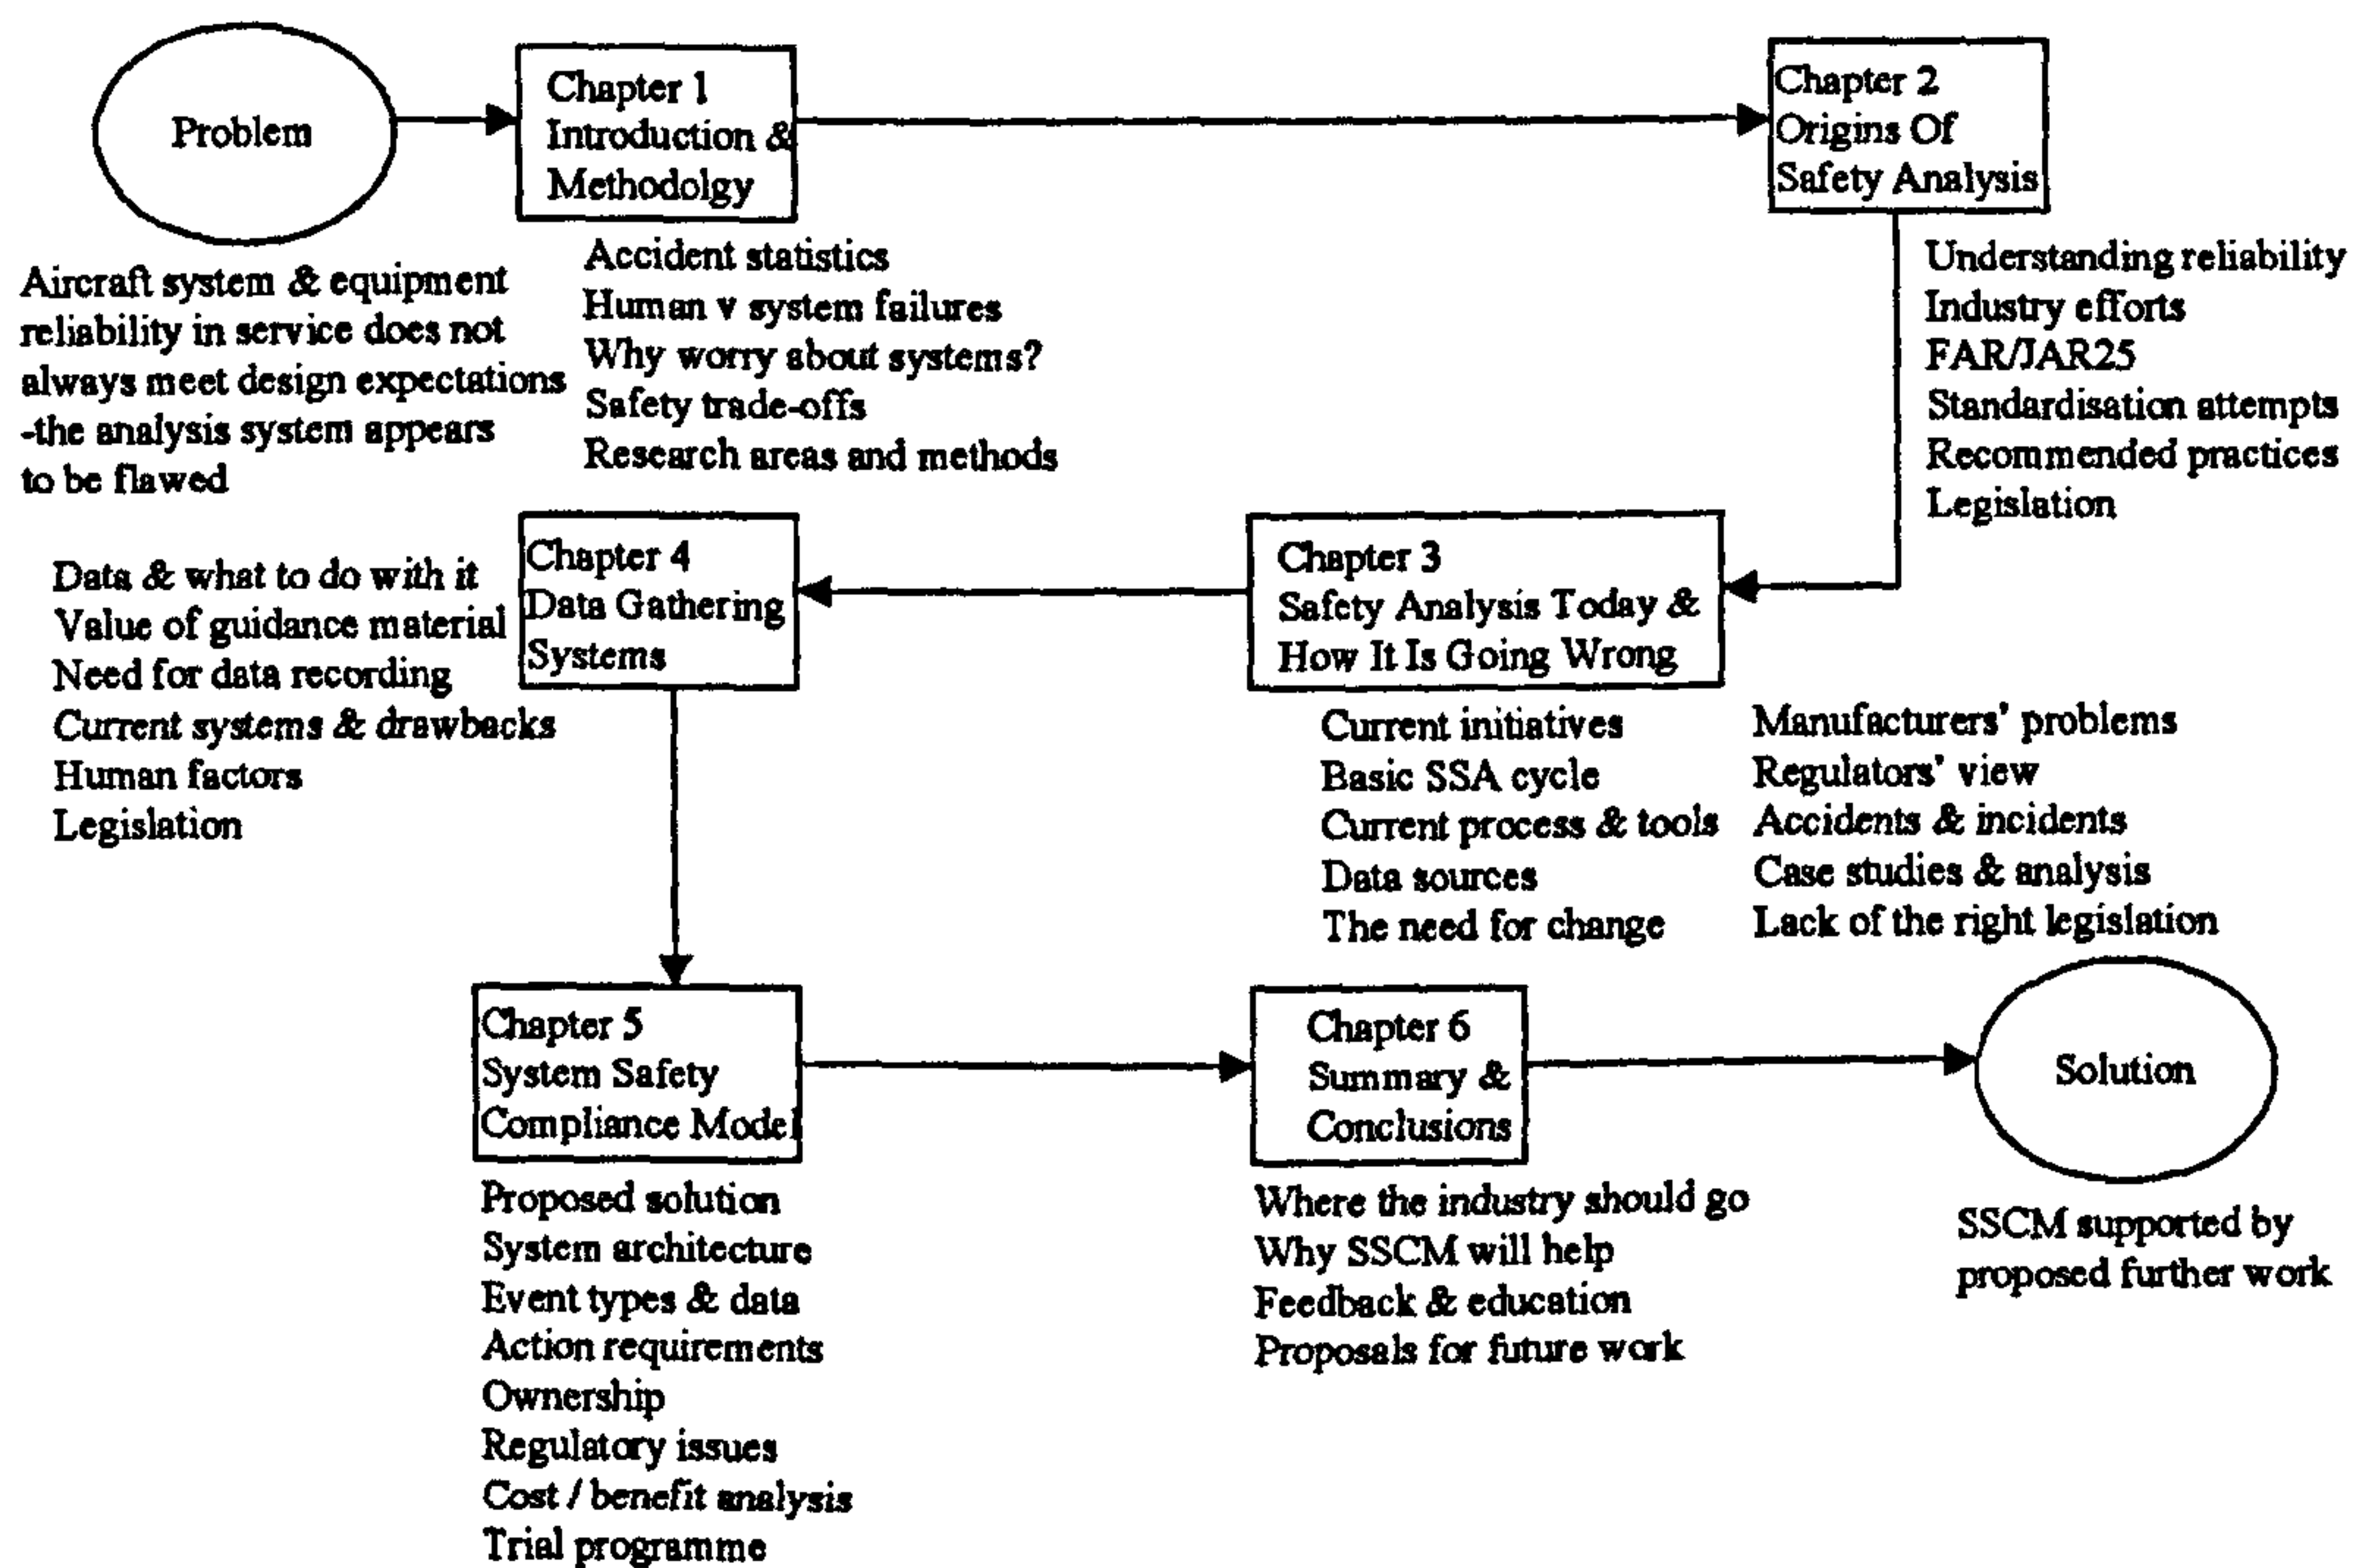 Problem
Aircraft system & equipment
reliability in service does not
always meet design expectations
-the analysis system appears
to be flawed
Chapter 1
Introduction &
Methodolgy
Accident statistics
Human v system failures
Why worry about systems?
Safety trade-offs
Research areas and methods
Chapter 2
Origins Of
Safety Analysis
Understanding reliability
Industry efforts
FAR/JAR25
Standardisation attempts
Recommended practices
Legislation
Chapter 3
Safety Analysis Today &
How It Is Going Wrong
Current initiatives
Basic SSA cycle
Current process & tools
Data sources
The need for change
Manufacturers' problems
Regulators' view
Accidents & incidents
Case studies & analysis
Lack of the right legislation
Chapter 4
Data Gathering
Systems
Data & what to do with it
Value of guidance material
Need for data recording
Current systems & drawbacks
Human factors
Legislation
Chapter 5
System Safety
Compliance Model
Proposed solution
System architecture
Event types & data
Action requirements
Ownership
Regulatory issues
Cost / benefit analysis
Trial programme
Chapter 6
Summary &
Conclusions
Where the industry should go
Why SSCM will help
Feedback & education
Proposals for future work
Solution
SSCM supported by
proposed further work